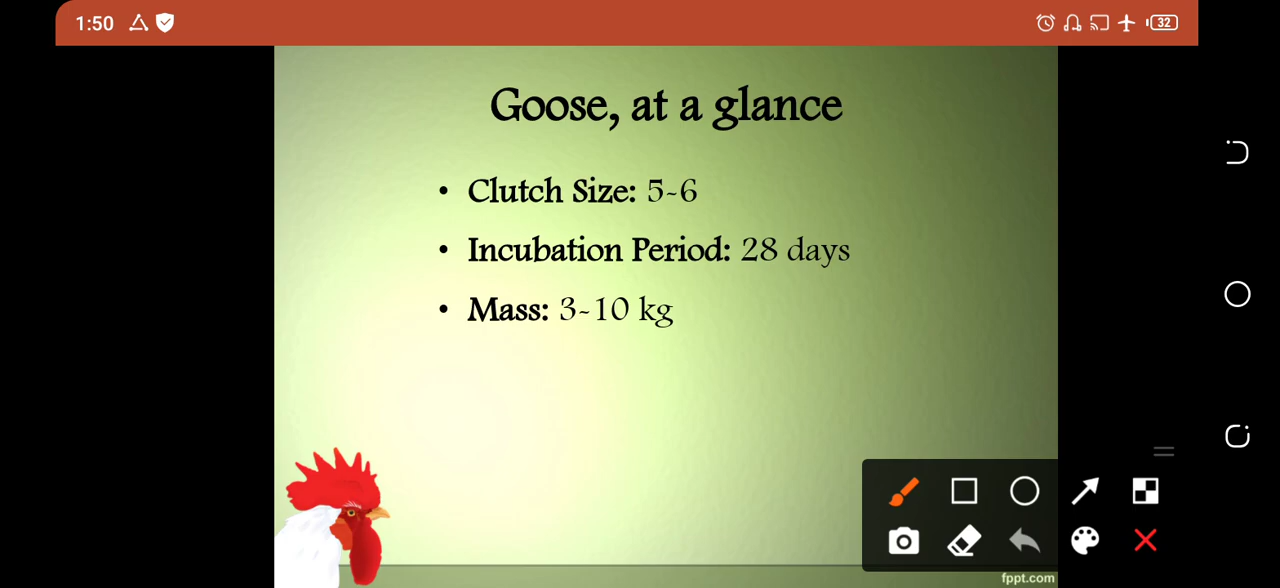 1:50
32
Goose, at a glance
• Clutch Size: 5-6
• Incubation Period: 28 days
• Mass: 3-10 kg
fppt.com